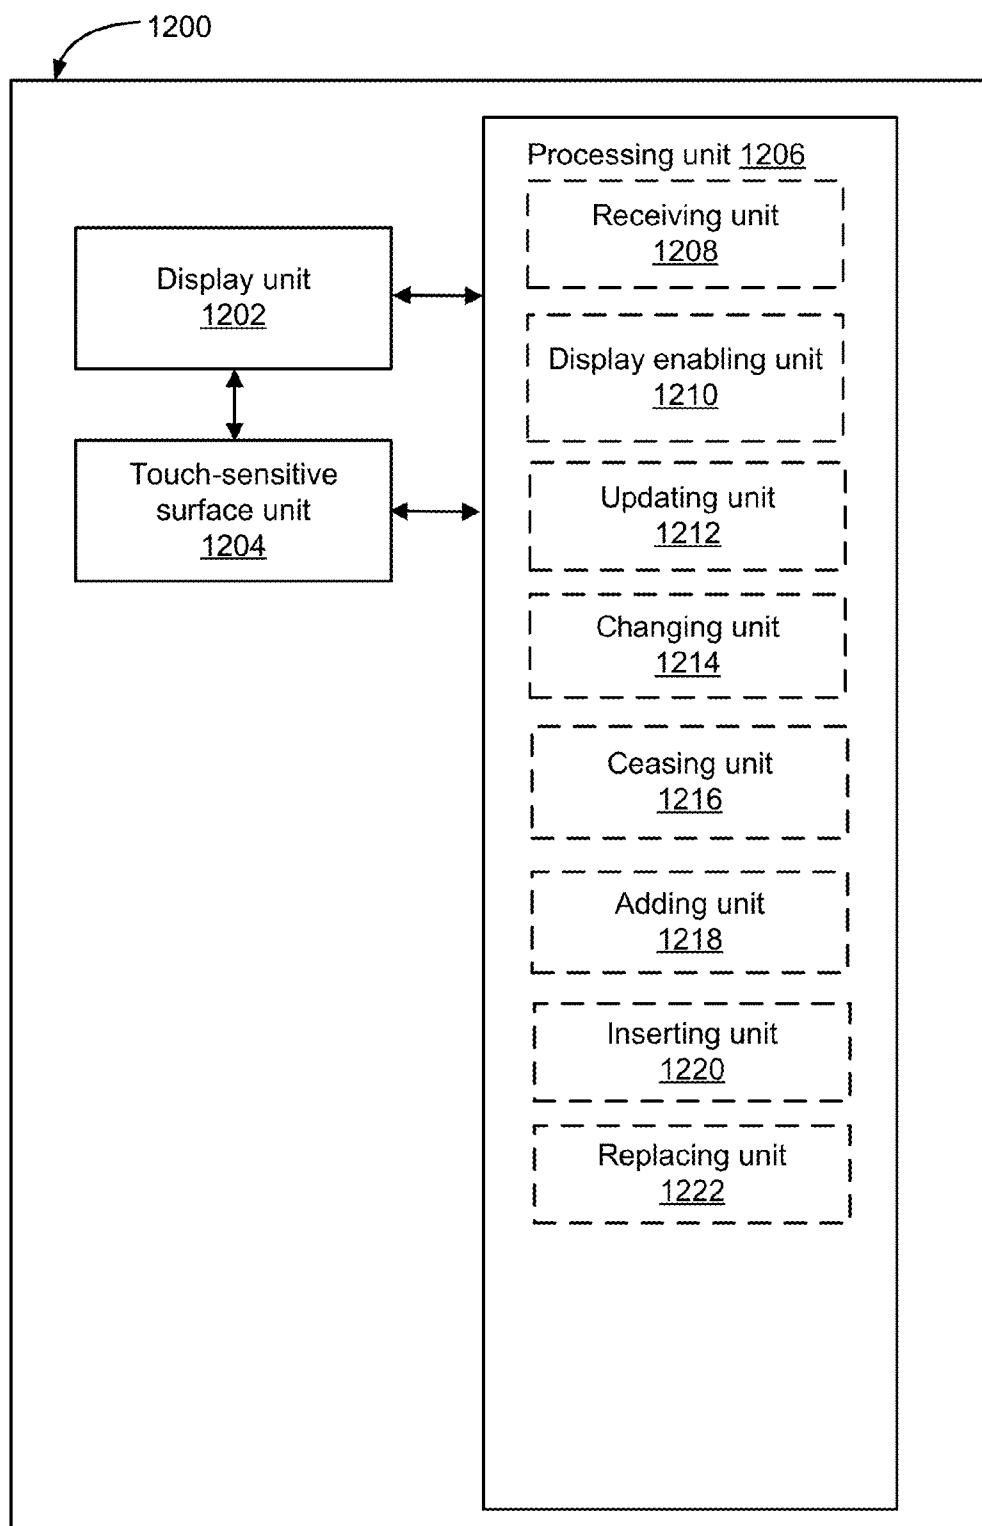 1200
Processing unit 1206
Receiving unit
1208
Display unit
1202
Display enabling unit
1210
Touch-sensitive
surface unit
1204
Updating unit
1212
Changing unit
1214
Ceasing unit
1216
Adding unit
1218
Inserting unit
1220
Replacing unit
1222